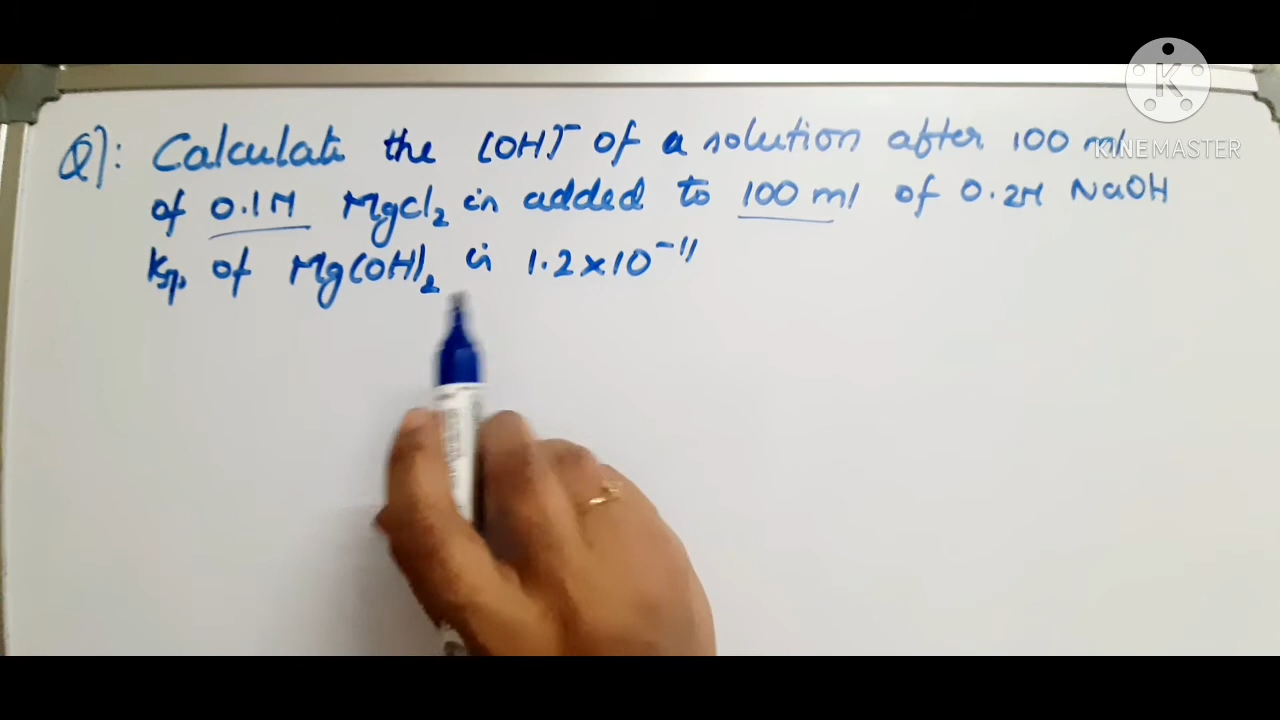 Q]: Calculate the [OH]⁻ of a solution after 100 ml
of 0.1M MgCl₂ is added to 100 ml of 0.2M NaOH
Ksp of Mg(OH)₂ is 1.2×10⁻¹¹
K
KINEMASTER